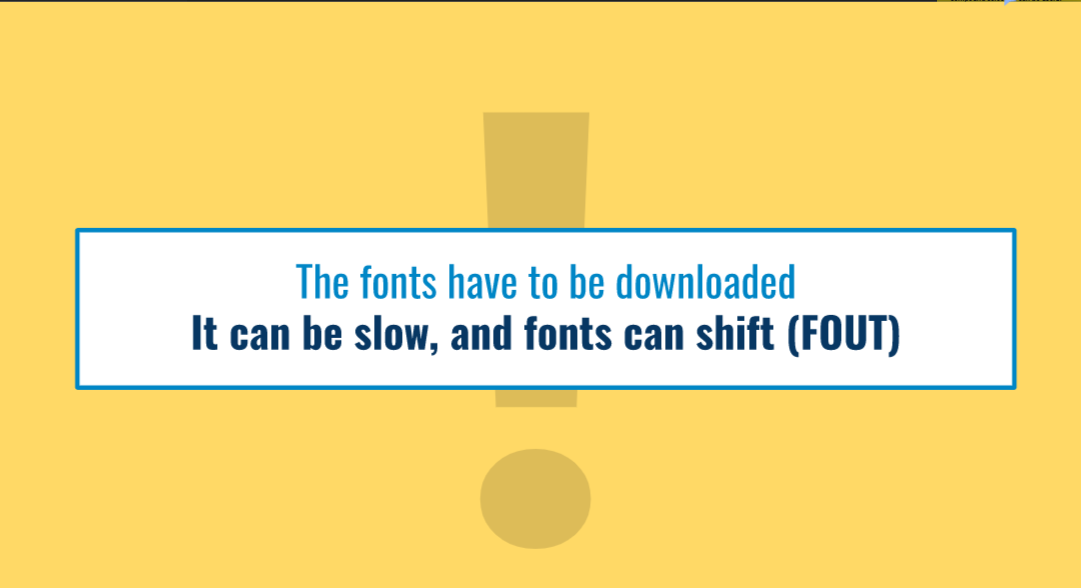 The fonts have to be downloaded
It can be slow, and fonts can shift (FOUT)